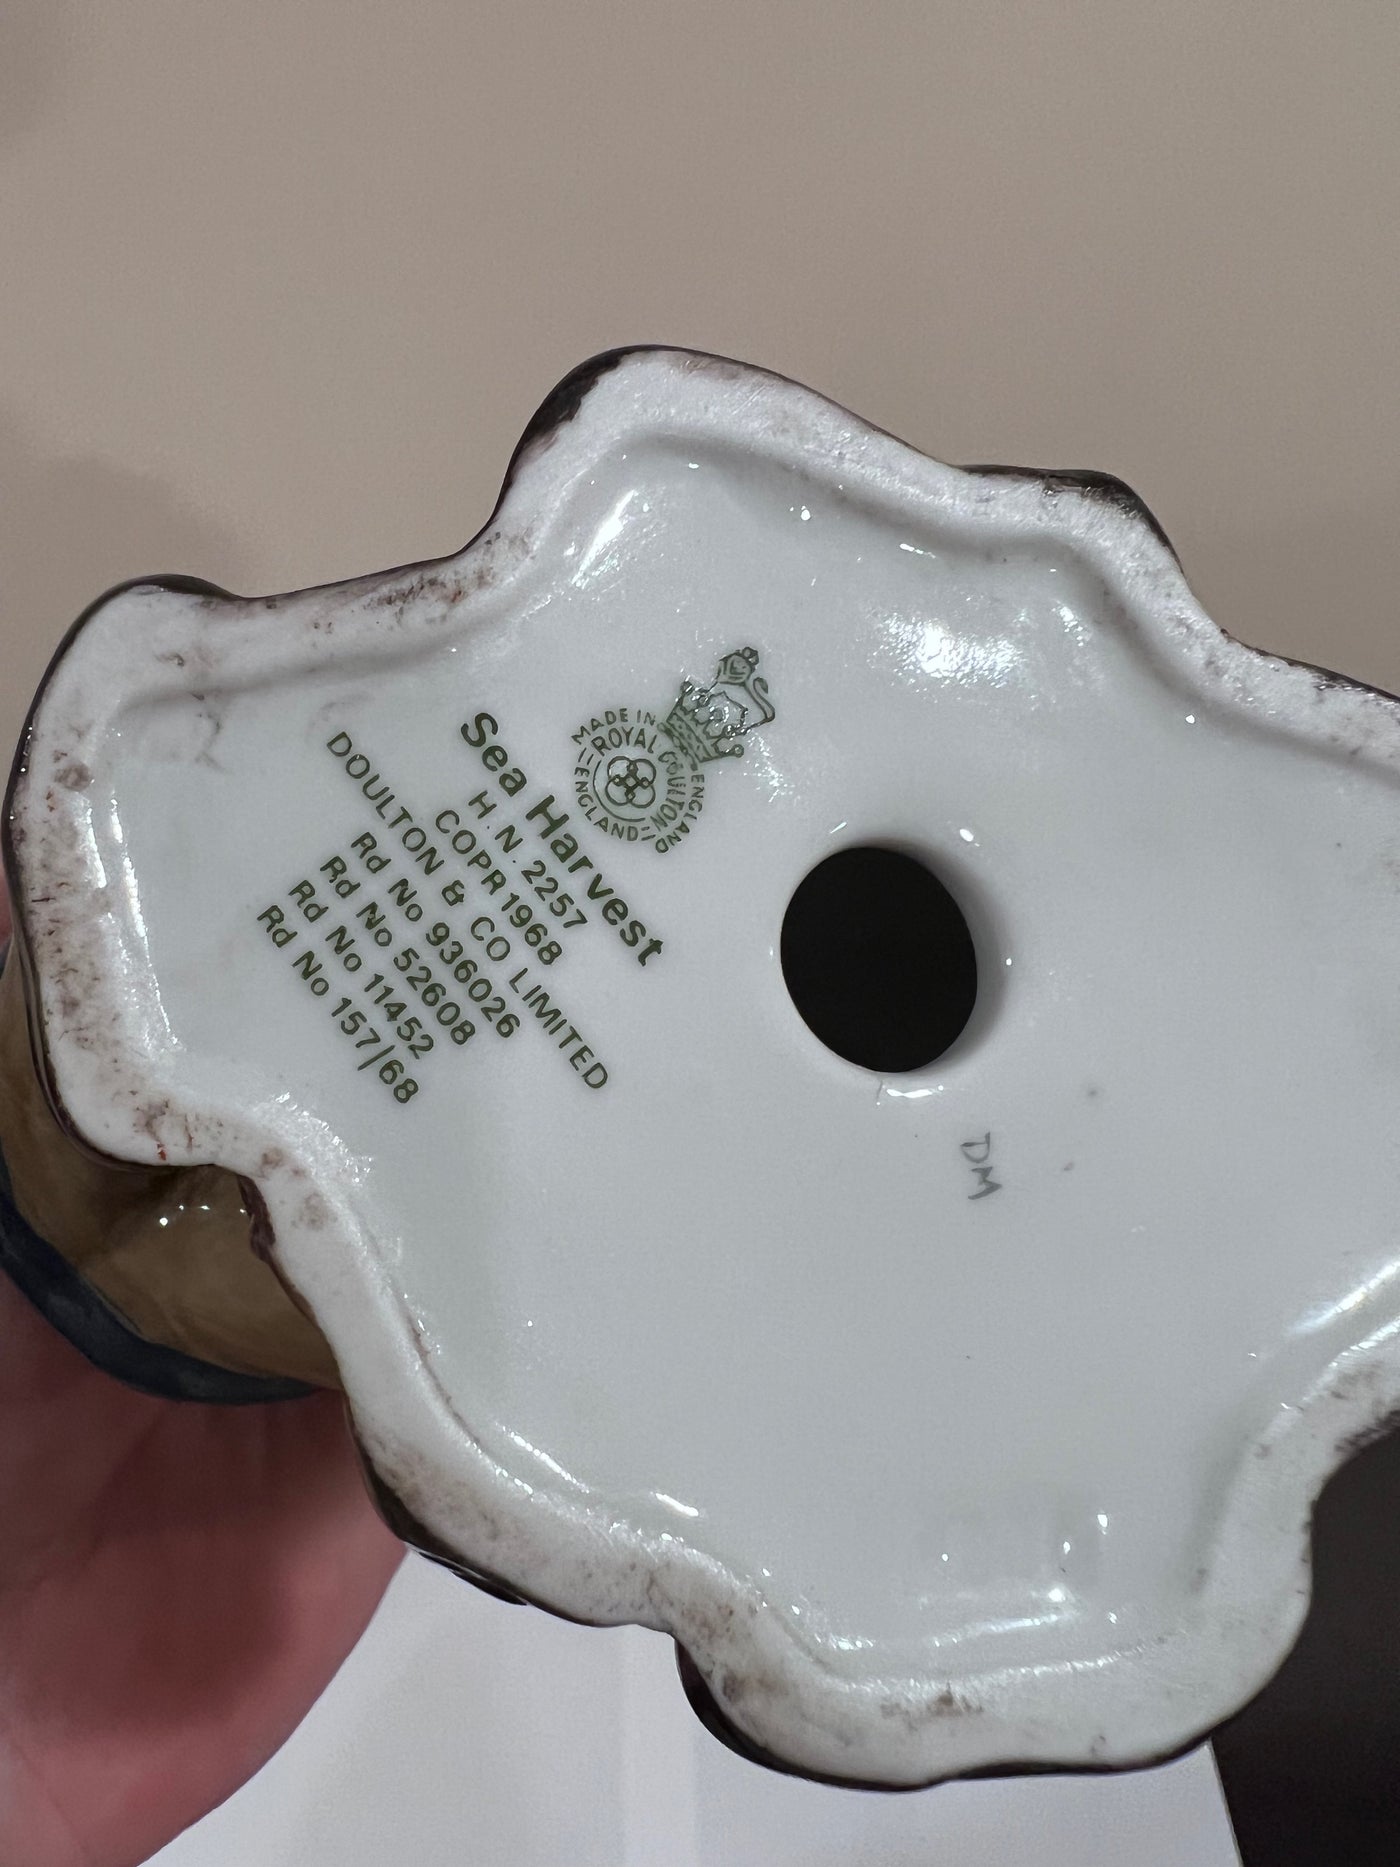 MADE IN ENGLAND
ROYAL DOULTON
ENGLAND
Sea Harvest
H.N.2257
COPR 1968
DOULTON & CO LIMITED
Rd No 936026
Rd No 52608
Rd No 11452
Rd No 157/68
DM